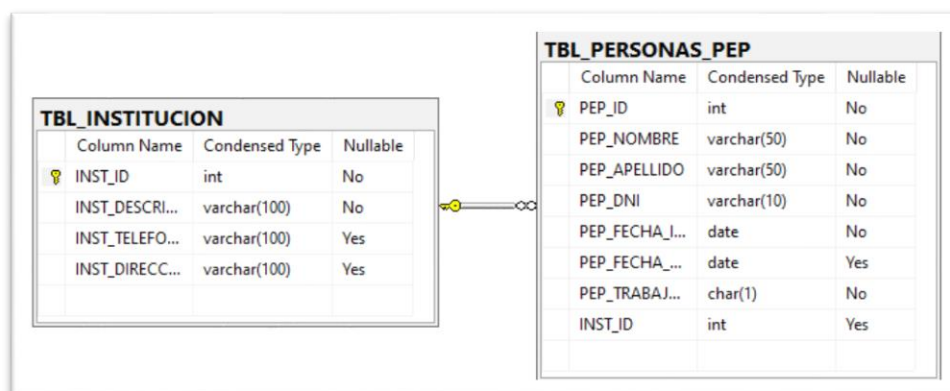 TBL_INSTITUCION
Column Name Condensed Type Nullable
INST_ID int No
INST_DESCRI... varchar(100) No
INST_TELEFO... varchar(100) Yes
INST_DIRECC... varchar(100) Yes
TBL_PERSONAS_PEP
Column Name Condensed Type Nullable
PEP_ID int No
PEP_NOMBRE varchar(50) No
PEP_APELLIDO varchar(50) No
PEP_DNI varchar(10) No
PEP_FECHA_I... date No
PEP_FECHA_... date Yes
PEP_TRABAJ... char(1) No
INST_ID int Yes